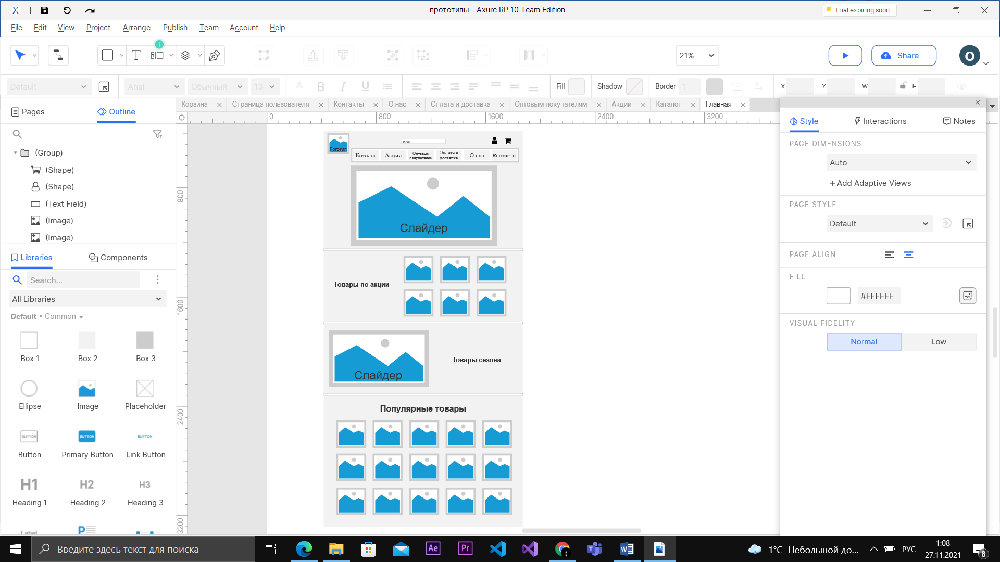 прототипы - Axure RP 10 Team Edition
Trial expiring soon
File Edit View Project Arrange Publish Team Account Help
21%
Share
O
Default
Arial
Обычный
13
Fill
Shadow
Border
1
X
Y
W
H
Pages
Outline
Корзина
Страница пользователя
Контакты
О нас
Оплата и доставка
Оптовым покупателям
Акции
Каталог
Главная
0
800
1600
2400
3200
800
1600
2400
3200
(Group)
(Shape)
(Shape)
(Text Field)
(Image)
(Image)
Libraries
Components
Search...
All Libraries
Default • Common
Box 1
Box 2
Box 3
Ellipse
Image
Placeholder
BUTTON
BUTTON
BUTTON
Button
Primary Button
Link Button
H1
H2
H3
Heading 1
Heading 2
Heading 3
Label
P
Логотип
Поиск
Каталог
Акции
Оптовым
покупателям
Оплата и
доставка
О нас
Контакты
Слайдер
Товары по акции
Слайдер
Товары сезона
Популярные товары
Style
Interactions
Notes
PAGE DIMENSIONS
Auto
+ Add Adaptive Views
PAGE STYLE
Default
PAGE ALIGN
FILL
#FFFFFF
VISUAL FIDELITY
Normal
Low
Введите здесь текст для поиска
Ae
Pr
1°C Небольшой до...
РУС
1:08
27.11.2021
8